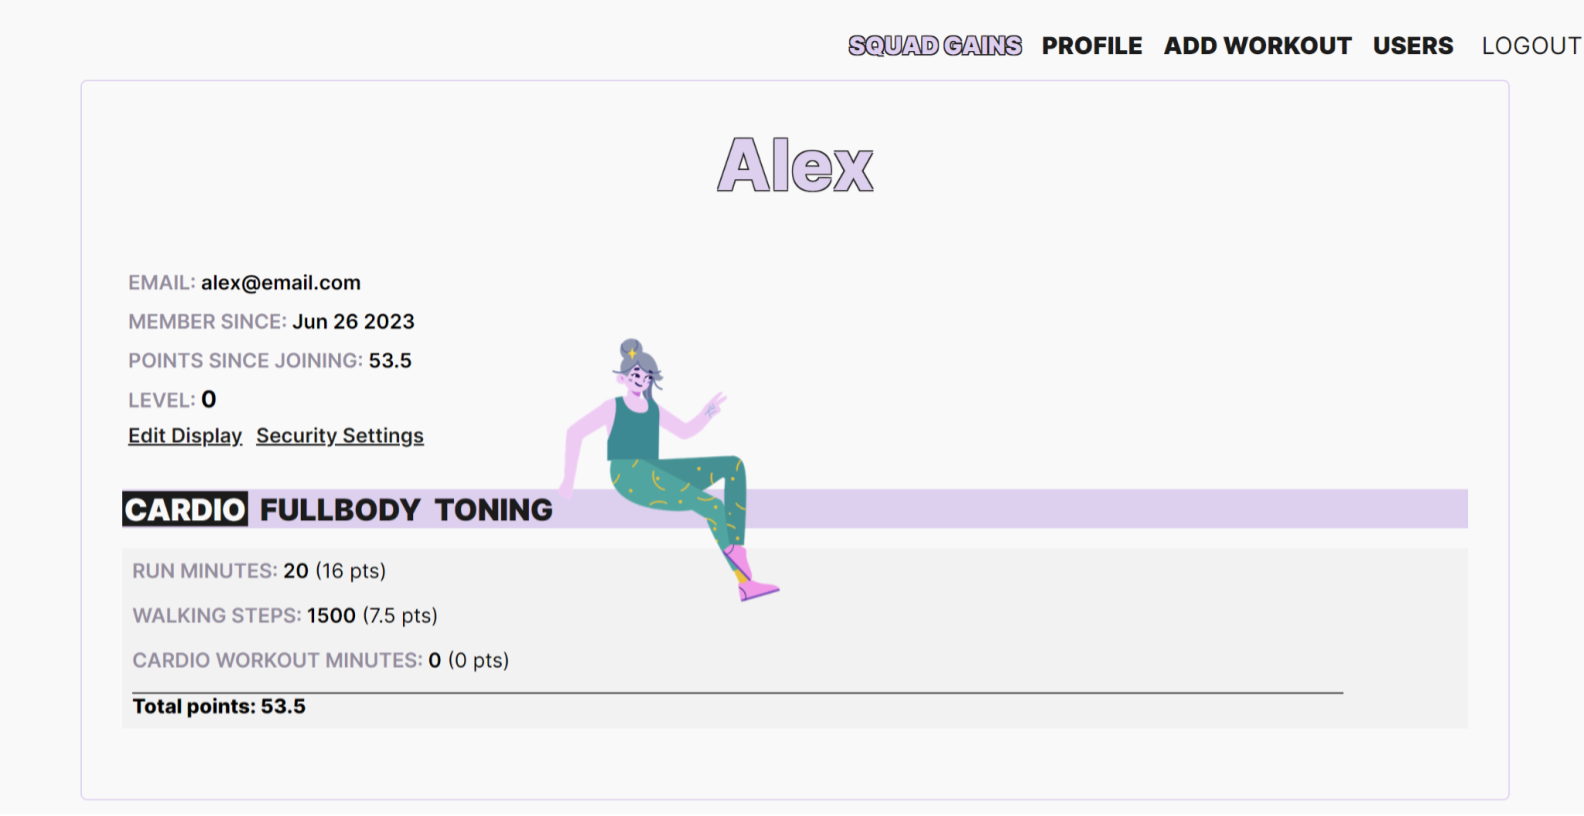 SQUAD GAINS PROFILE ADD WORKOUT USERS LOGOUT
Alex
EMAIL: alex@email.com
MEMBER SINCE: Jun 26 2023
POINTS SINCE JOINING: 53.5
LEVEL: 0
Edit Display Security Settings
CARDIO FULLBODY TONING
RUN MINUTES: 20 (16 pts)
WALKING STEPS: 1500 (7.5 pts)
CARDIO WORKOUT MINUTES: 0 (0 pts)
Total points: 53.5